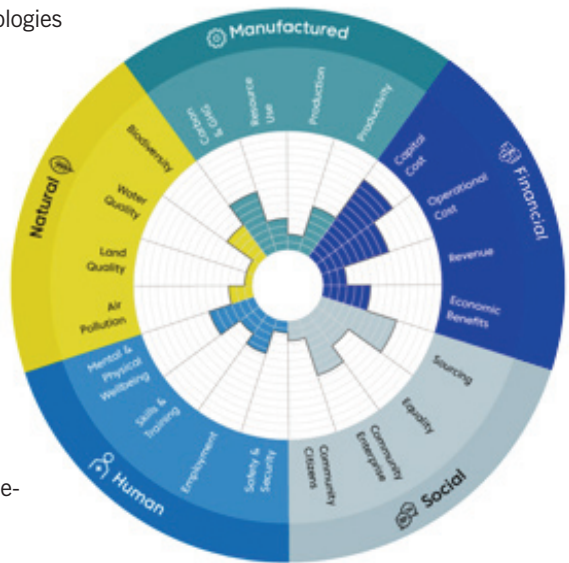 ologies
Manufactured
Carbon
& GHG
Resource
Use
Production
Productivity
Financial
Capital
Cost
Operational
Cost
Revenue
Economic
Benefits
Social
Sourcing
Equality
Community
Enterprise
Community
Citizens
Human
Safety &
Security
Employment
Skills &
Training
Mental &
Physical
Wellbeing
Natural
Air
Pollution
Land
Quality
Water
Quality
Biodiversity
e-